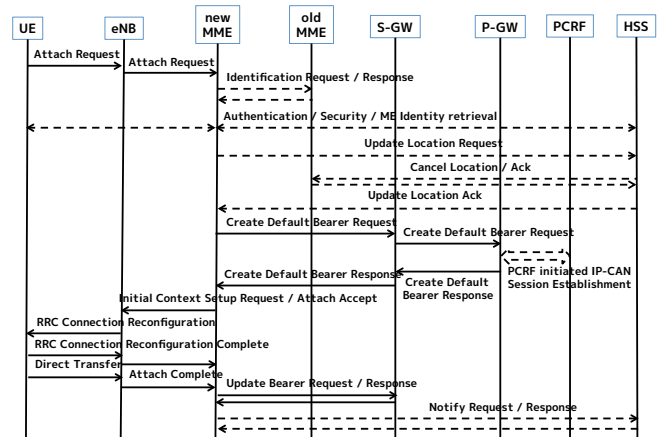 UE
eNB
new
MME
old
MME
S-GW
P-GW
PCRF
HSS
Attach Request
Attach Request
Identification Request / Response
Authentication / Security / ME Identity retrieval
Update Location Request
Cancel Location / Ack
Update Location Ack
Create Default Bearer Request
Create Default Bearer Request
PCRF initiated IP-CAN
Session Establishment
Create Default Bearer Response
Create Default
Bearer Response
Initial Context Setup Request / Attach Accept
RRC Connection Reconfiguration
RRC Connection Reconfiguration Complete
Direct Transfer
Attach Complete
Update Bearer Request / Response
Notify Request / Response